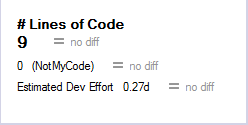 # Lines of Code
9 = no diff
0 (NotMyCode) = no diff
Estimated Dev Effort 0.27d = no diff